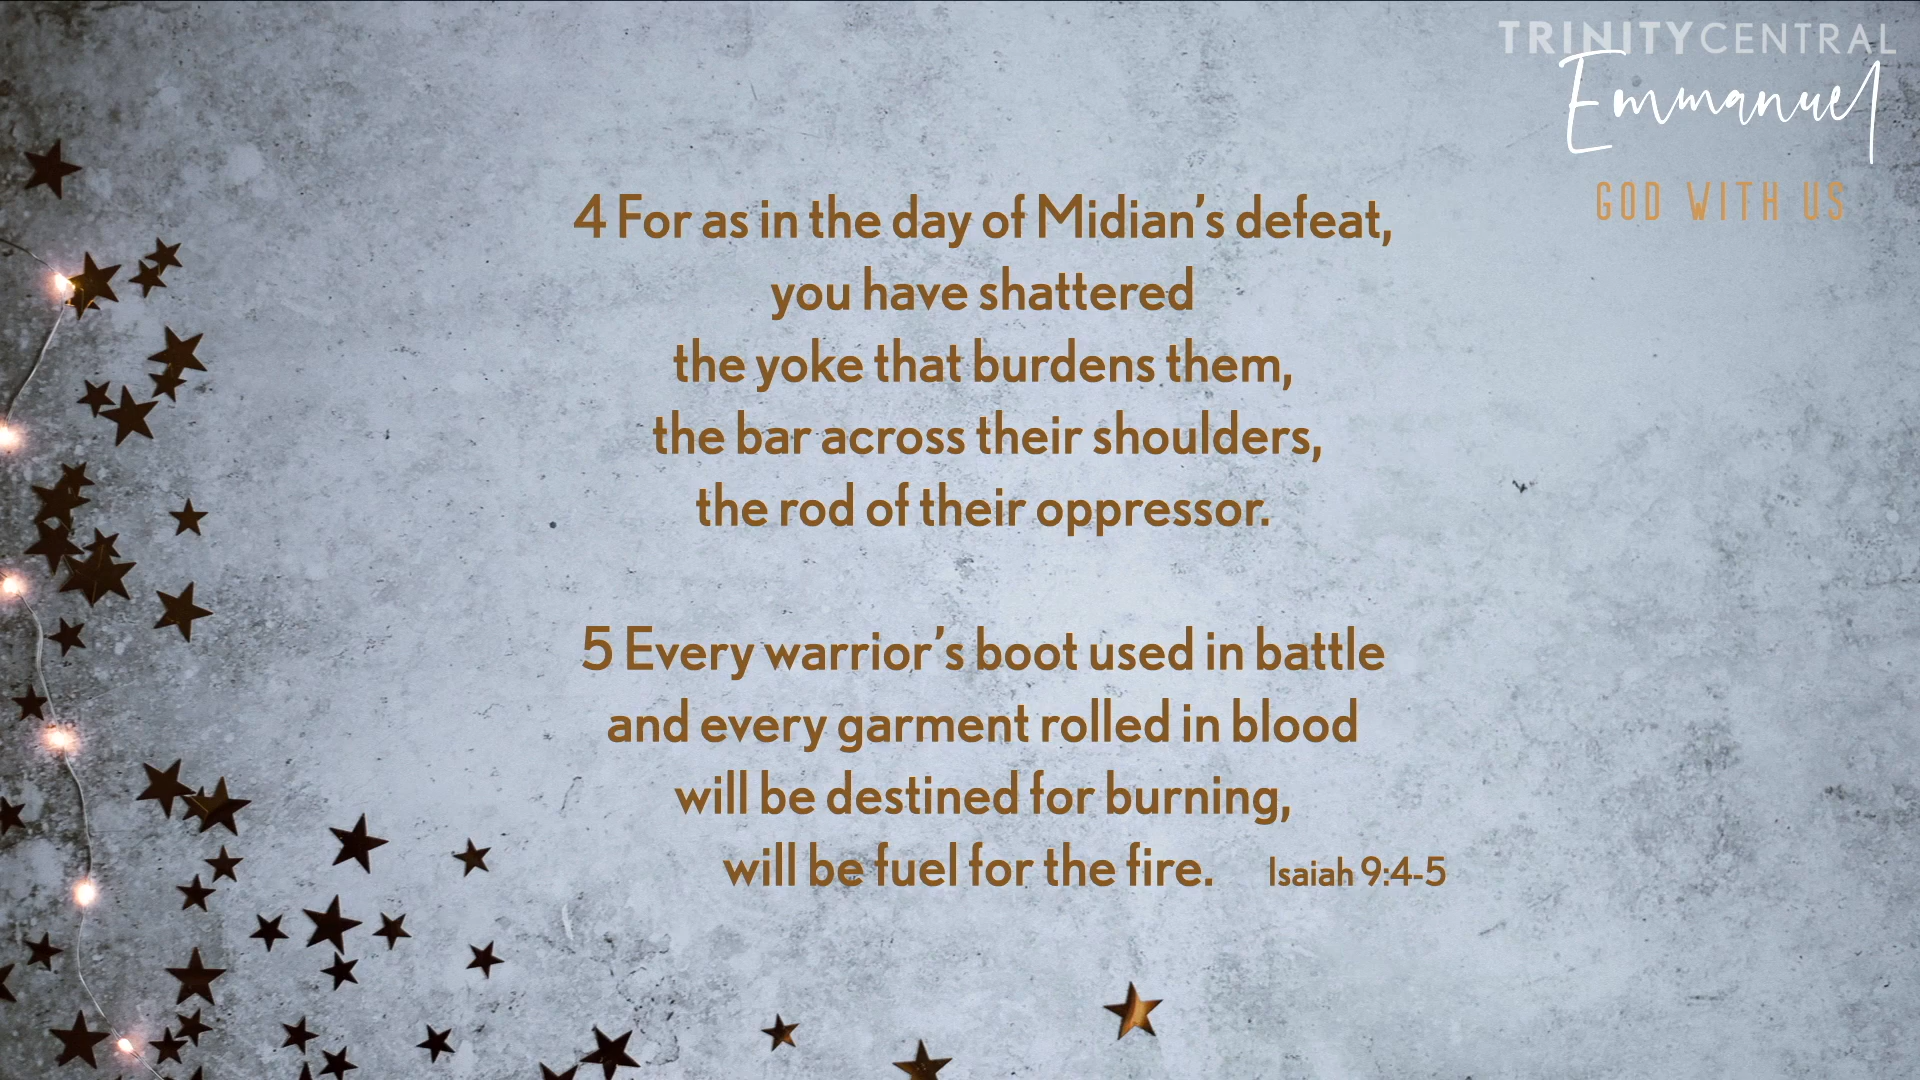 TRINITYCENTRAL
Emmanuel
GOD WITH US
4 For as in the day of Midian’s defeat,
you have shattered
the yoke that burdens them,
the bar across their shoulders,
the rod of their oppressor.
5 Every warrior’s boot used in battle
and every garment rolled in blood
will be destined for burning,
will be fuel for the fire. Isaiah 9:4-5